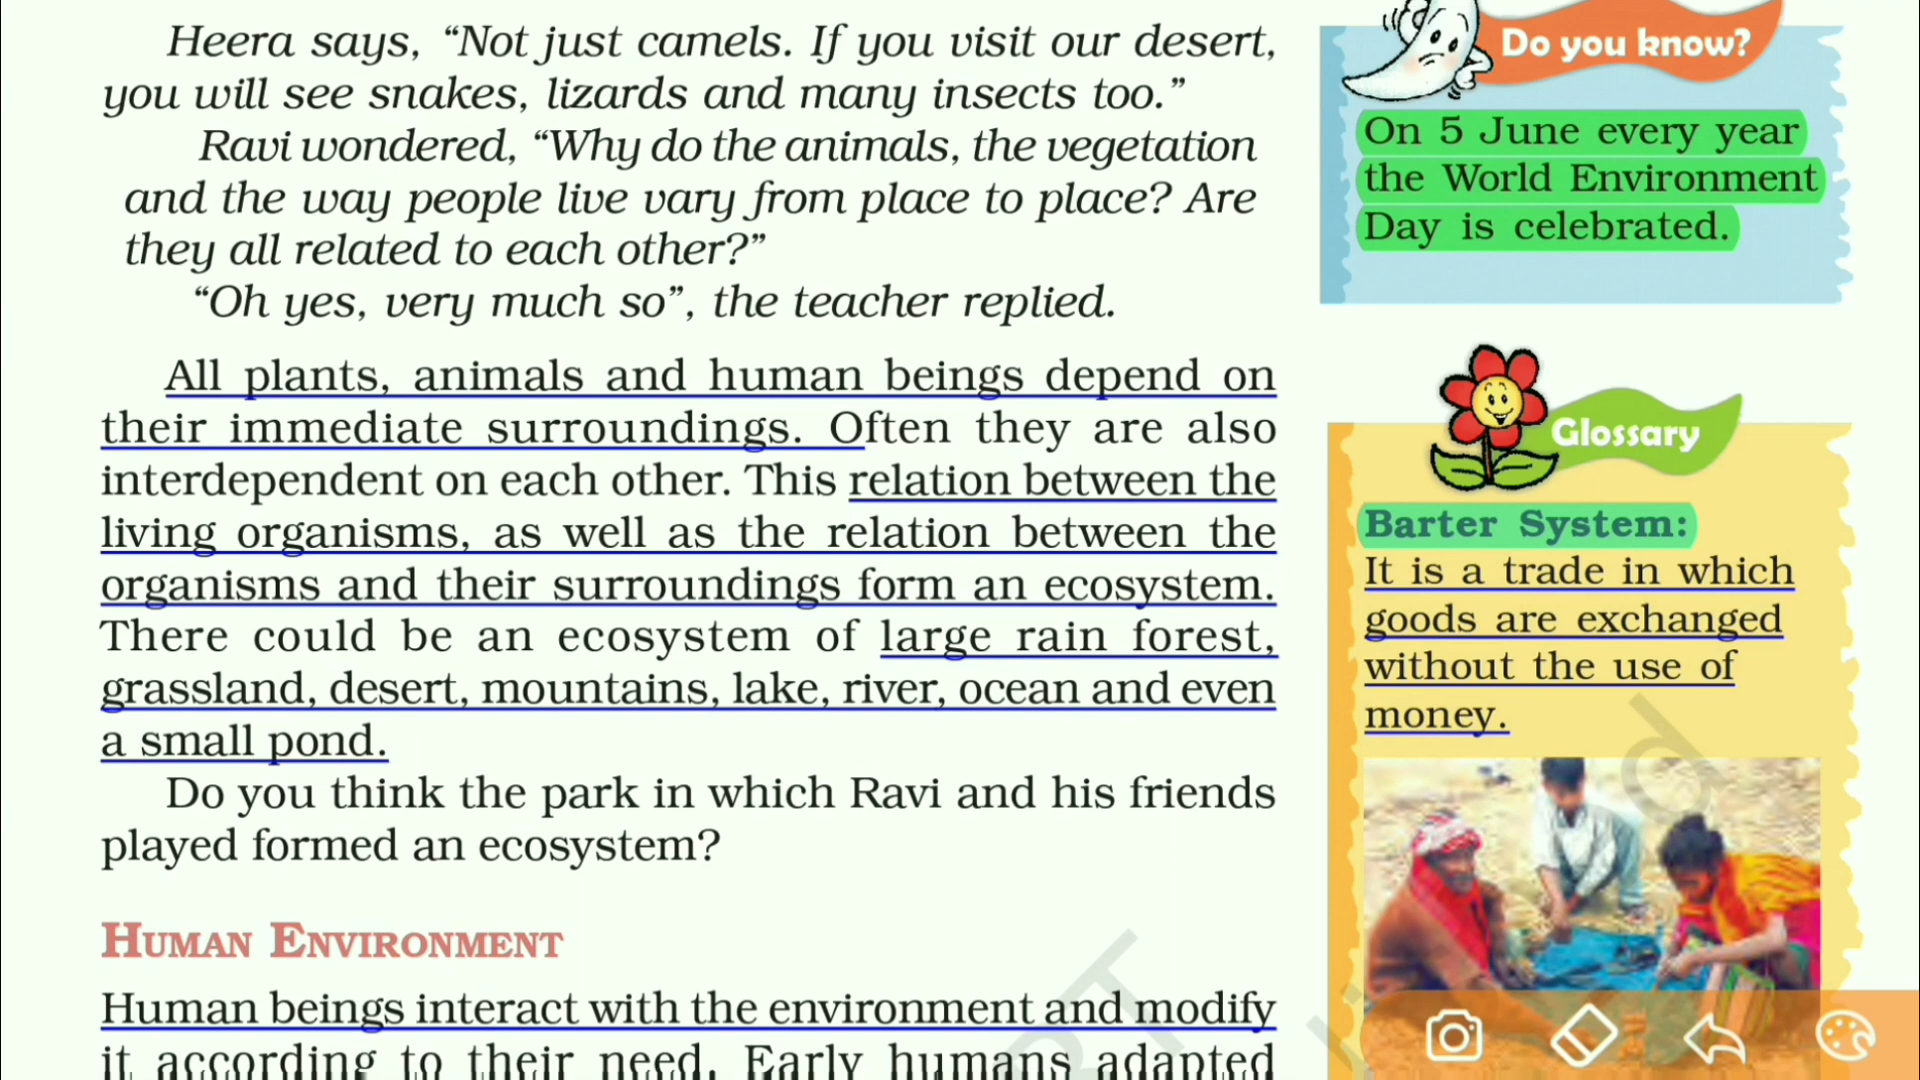 Heera says, “Not just camels. If you visit our desert,
you will see snakes, lizards and many insects too.”
Ravi wondered, “Why do the animals, the vegetation
and the way people live vary from place to place? Are
they all related to each other?”
“Oh yes, very much so”, the teacher replied.
All plants, animals and human beings depend on
their immediate surroundings. Often they are also
interdependent on each other. This relation between the
living organisms, as well as the relation between the
organisms and their surroundings form an ecosystem.
There could be an ecosystem of large rain forest,
grassland, desert, mountains, lake, river, ocean and even
a small pond.
Do you think the park in which Ravi and his friends
played formed an ecosystem?
HUMAN ENVIRONMENT
Human beings interact with the environment and modify
it according to their need. Early humans adapted
Do you know?
On 5 June every year
the World Environment
Day is celebrated.
Glossary
Barter System:
It is a trade in which
goods are exchanged
without the use of
money.